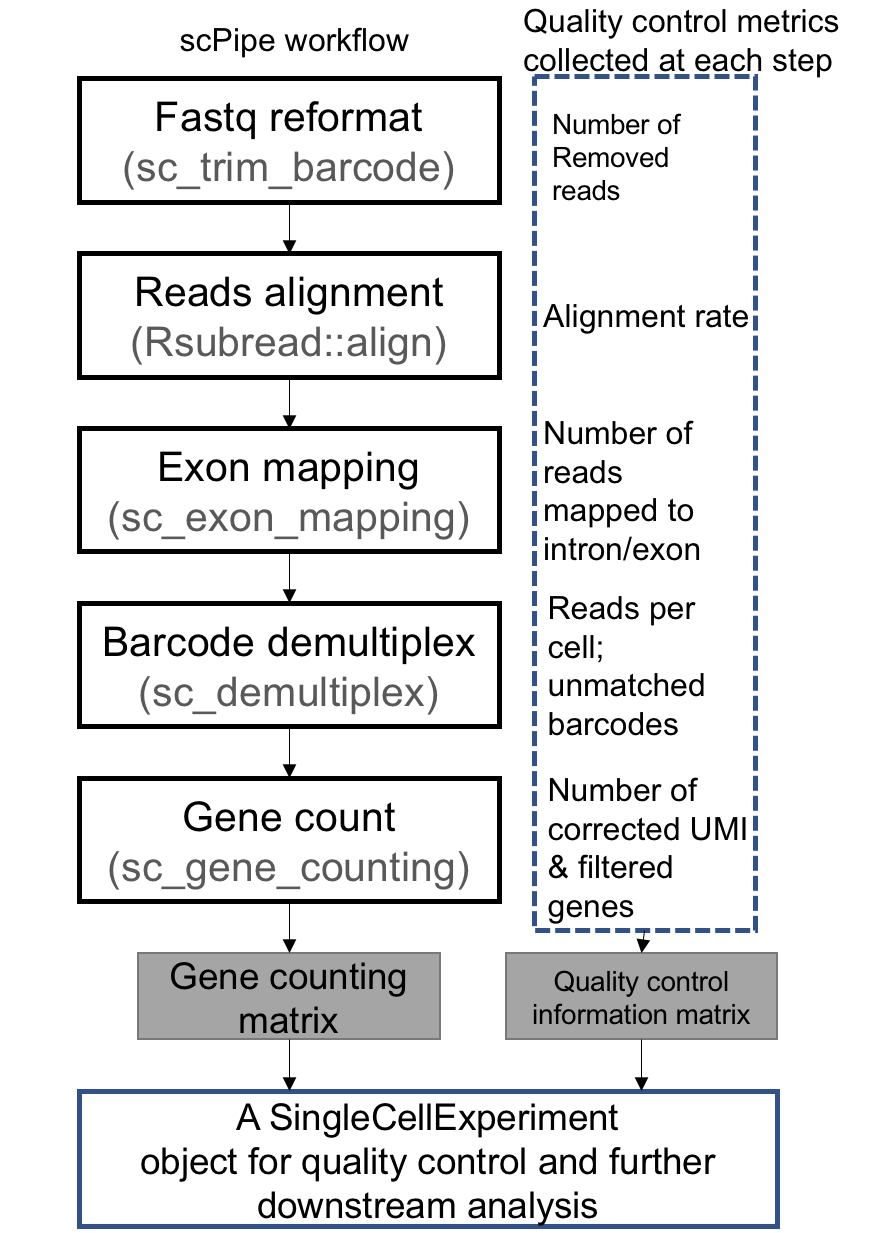 scPipe workflow
Quality control metrics
collected at each step
Fastq reformat
(sc_trim_barcode)
Number of
Removed
reads
Reads alignment
(Rsubread::align)
Alignment rate
Exon mapping
(sc_exon_mapping)
Number of
reads
mapped to
intron/exon
Barcode demultiplex
(sc_demultiplex)
Reads per
cell;
unmatched
barcodes
Gene count
(sc_gene_counting)
Number of
corrected UMI
& filtered
genes
Gene counting
matrix
Quality control
information matrix
A SingleCellExperiment
object for quality control and further
downstream analysis